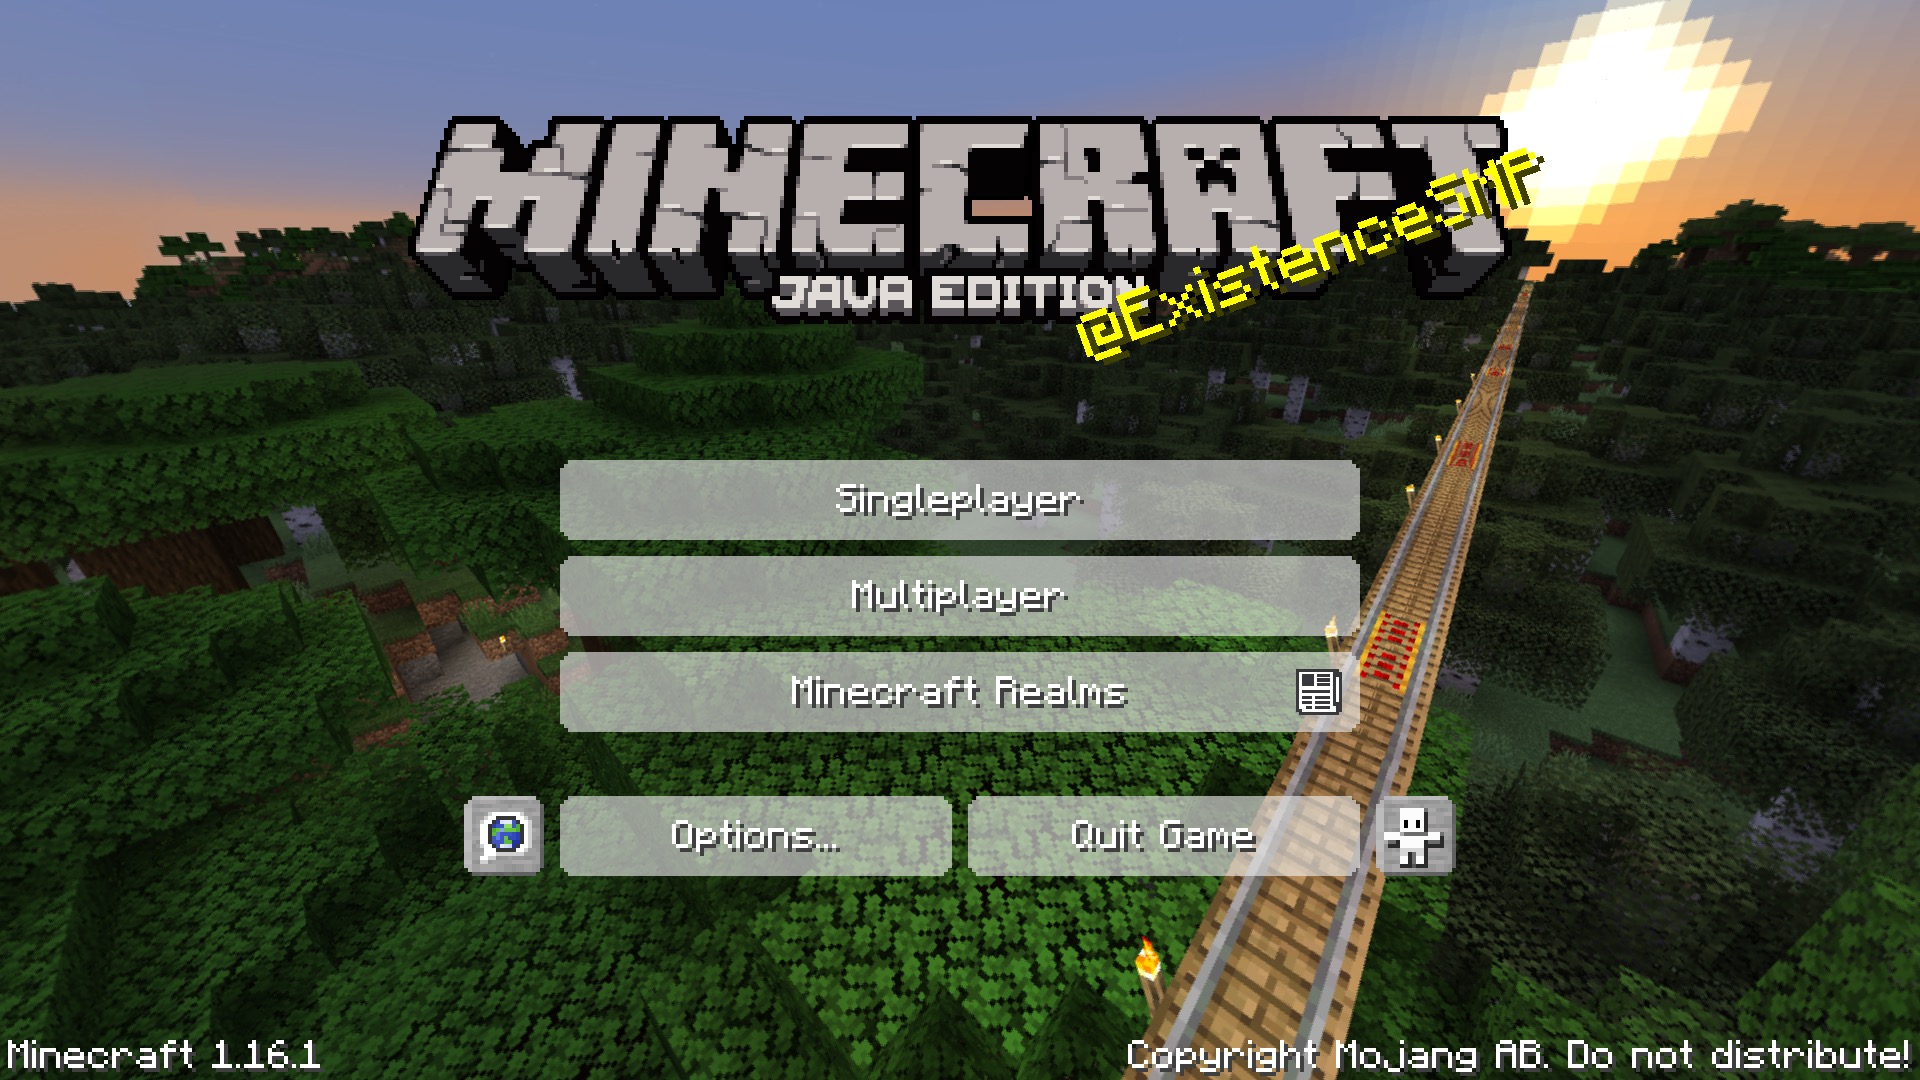 MINECRAFT
JAVA EDITION
@ExistenceSMP
Singleplayer
Multiplayer
Minecraft Realms
Options...
Quit Game
Minecraft 1.16.1
Copyright Mojang AB. Do not distribute!